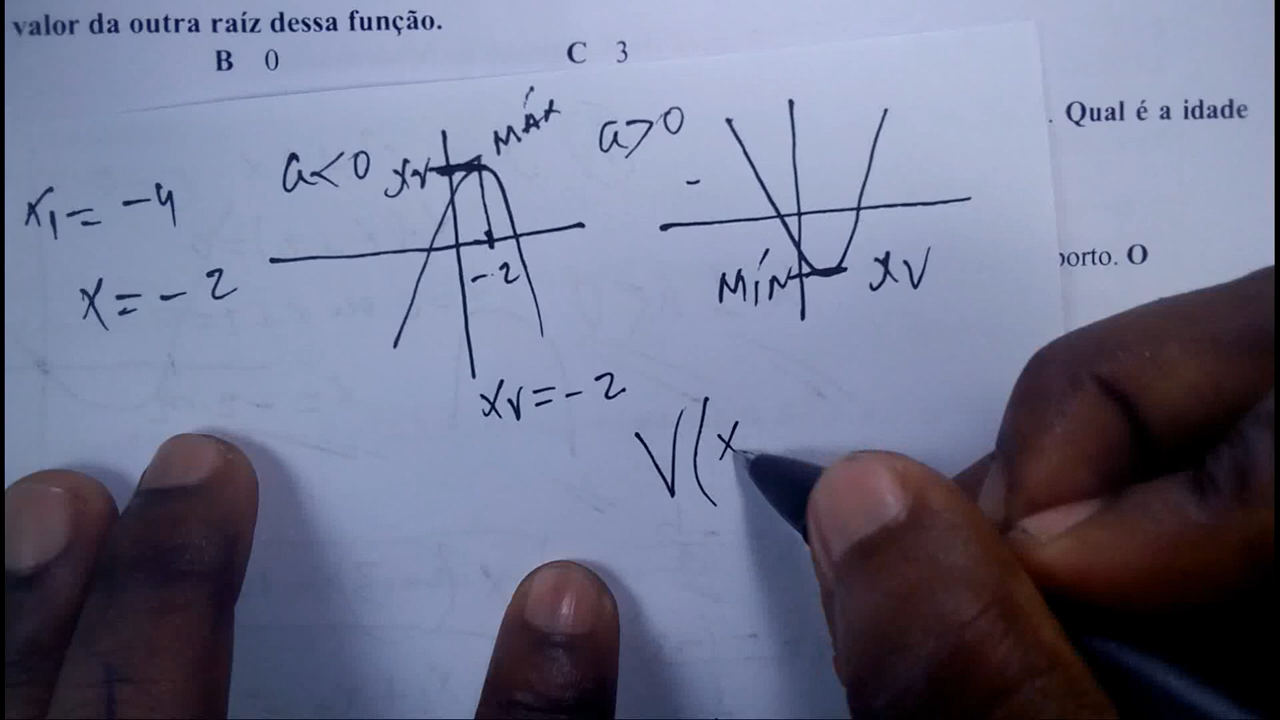 valor da outra raíz dessa função.
B 0 C 3
. Qual é a idade
porto. O
x₁ = -4
x = -2
a < 0
xv
MÁX
-2
xv = -2
a > 0
-
MÍN
xv
V(x